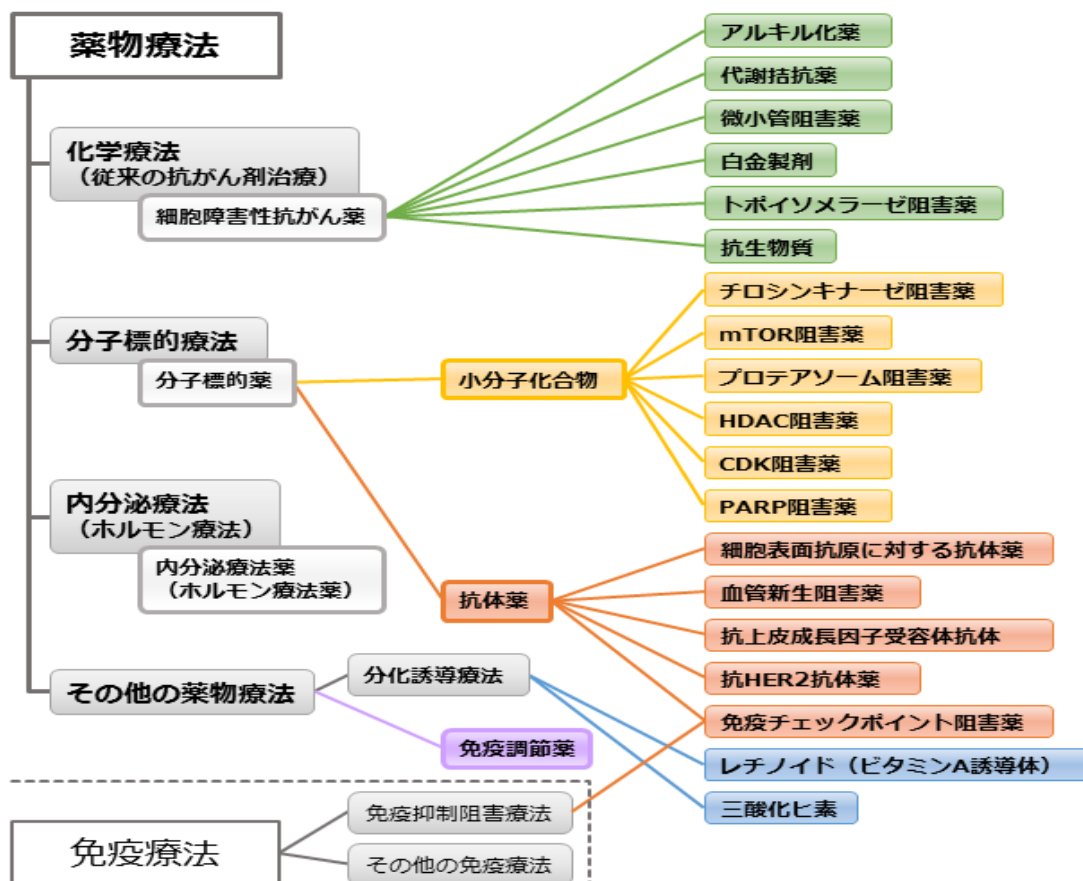 薬物療法
化学療法
（従来の抗がん剤治療）
細胞障害性抗がん薬
アルキル化薬
代謝拮抗薬
微小管阻害薬
白金製剤
トポイソメラーゼ阻害薬
抗生物質
分子標的療法
分子標的薬
小分子化合物
チロシンキナーゼ阻害薬
mTOR阻害薬
プロテアソーム阻害薬
HDAC阻害薬
CDK阻害薬
PARP阻害薬
抗体薬
細胞表面抗原に対する抗体薬
血管新生阻害薬
抗上皮成長因子受容体抗体
抗HER2抗体薬
免疫チェックポイント阻害薬
内分泌療法
（ホルモン療法）
内分泌療法薬
（ホルモン療法薬）
その他の薬物療法
分化誘導療法
レチノイド（ビタミンA誘導体）
三酸化ヒ素
免疫調節薬
免疫療法
免疫抑制阻害療法
その他の免疫療法